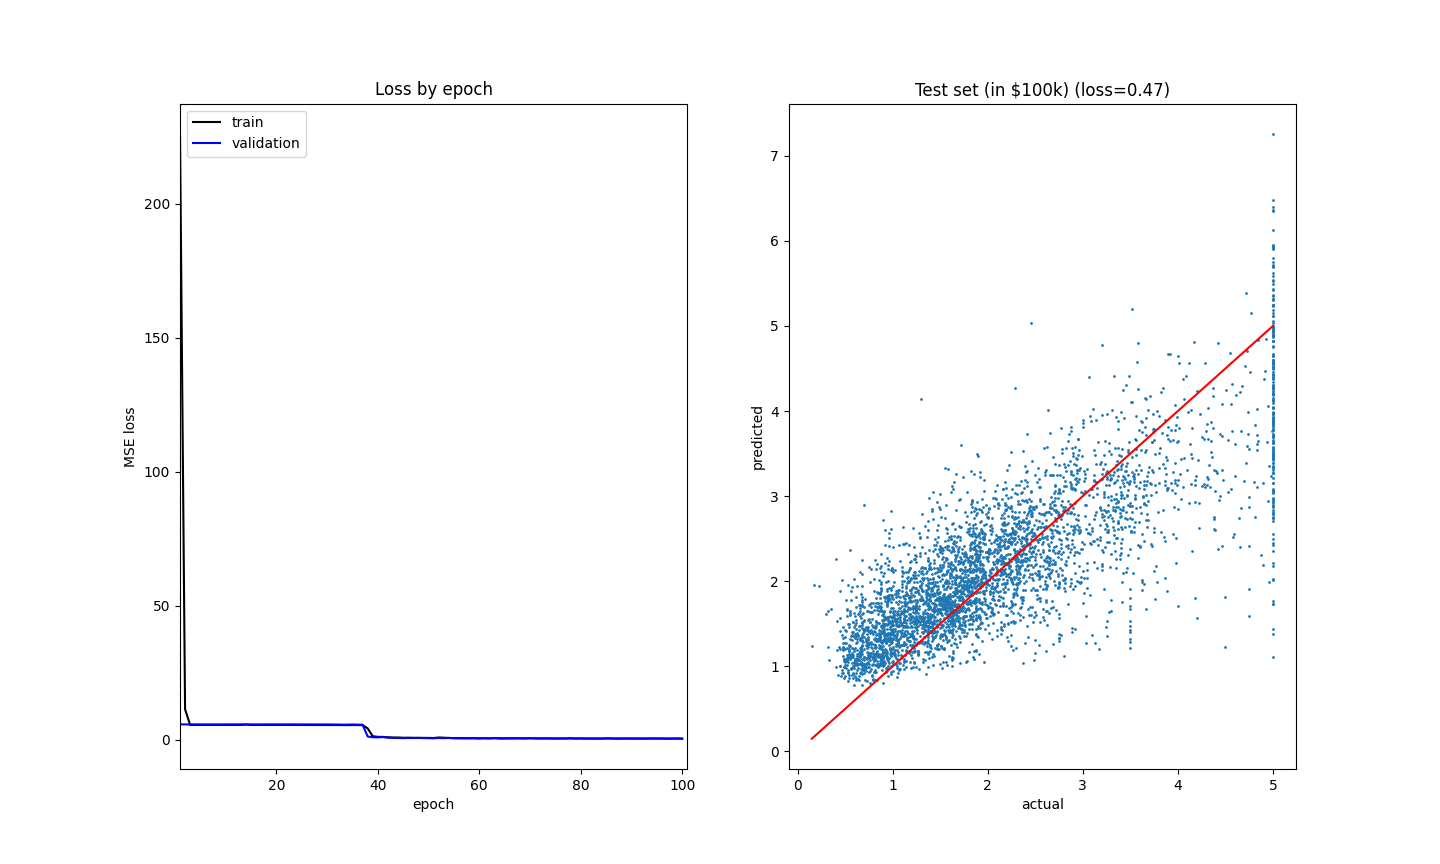 Loss by epoch
train
validation
MSE loss
200
150
100
50
0
20 40 60 80 100
epoch
Test set (in $100k) (loss=0.47)
predicted
7
6
5
4
3
2
1
0
0 1 2 3 4 5
actual